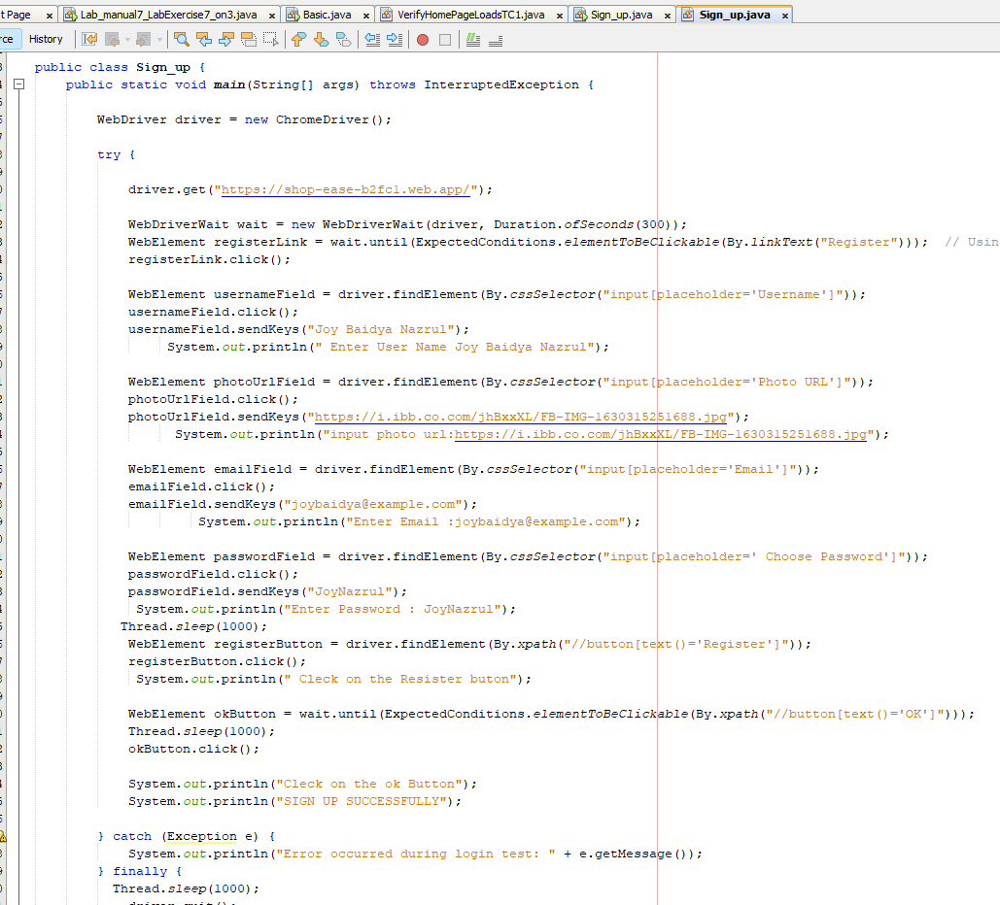 t Page x Lab_manual7_LabExercise7_on3.java x Basic.java x VerifyHomePageLoadsTC1.java x Sign_up.java x Sign_up.java x
rce History
public class Sign_up {
public static void main(String[] args) throws InterruptedException {
WebDriver driver = new ChromeDriver();
try {
driver.get("https://shop-ease-b2fc1.web.app/");
WebDriverWait wait = new WebDriverWait(driver, Duration.ofSeconds(300));
WebElement registerLink = wait.until(ExpectedConditions.elementToBeClickable(By.linkText("Register"))); // Usin
registerLink.click();
WebElement usernameField = driver.findElement(By.cssSelector("input[placeholder='Username']"));
usernameField.click();
usernameField.sendKeys("Joy Baidya Nazrul");
System.out.println(" Enter User Name Joy Baidya Nazrul");
WebElement photoUrlField = driver.findElement(By.cssSelector("input[placeholder='Photo URL']"));
photoUrlField.click();
photoUrlField.sendKeys("https://i.ibb.co.com/jhBxxXL/FB-IMG-1630315251688.jpg");
System.out.println("input photo url:https://i.ibb.co.com/jhBxxXL/FB-IMG-1630315251688.jpg");
WebElement emailField = driver.findElement(By.cssSelector("input[placeholder='Email']"));
emailField.click();
emailField.sendKeys("joybaidya@example.com");
System.out.println("Enter Email :joybaidya@example.com");
WebElement passwordField = driver.findElement(By.cssSelector("input[placeholder=' Choose Password']"));
passwordField.click();
passwordField.sendKeys("JoyNazrul");
System.out.println("Enter Password : JoyNazrul");
Thread.sleep(1000);
WebElement registerButton = driver.findElement(By.xpath("//button[text()='Register']"));
registerButton.click();
System.out.println(" Cleck on the Resister buton");
WebElement okButton = wait.until(ExpectedConditions.elementToBeClickable(By.xpath("//button[text()='OK']")));
Thread.sleep(1000);
okButton.click();
System.out.println("Cleck on the ok Button");
System.out.println("SIGN UP SUCCESSFULLY");
} catch (Exception e) {
System.out.println("Error occurred during login test: " + e.getMessage());
} finally {
Thread.sleep(1000);